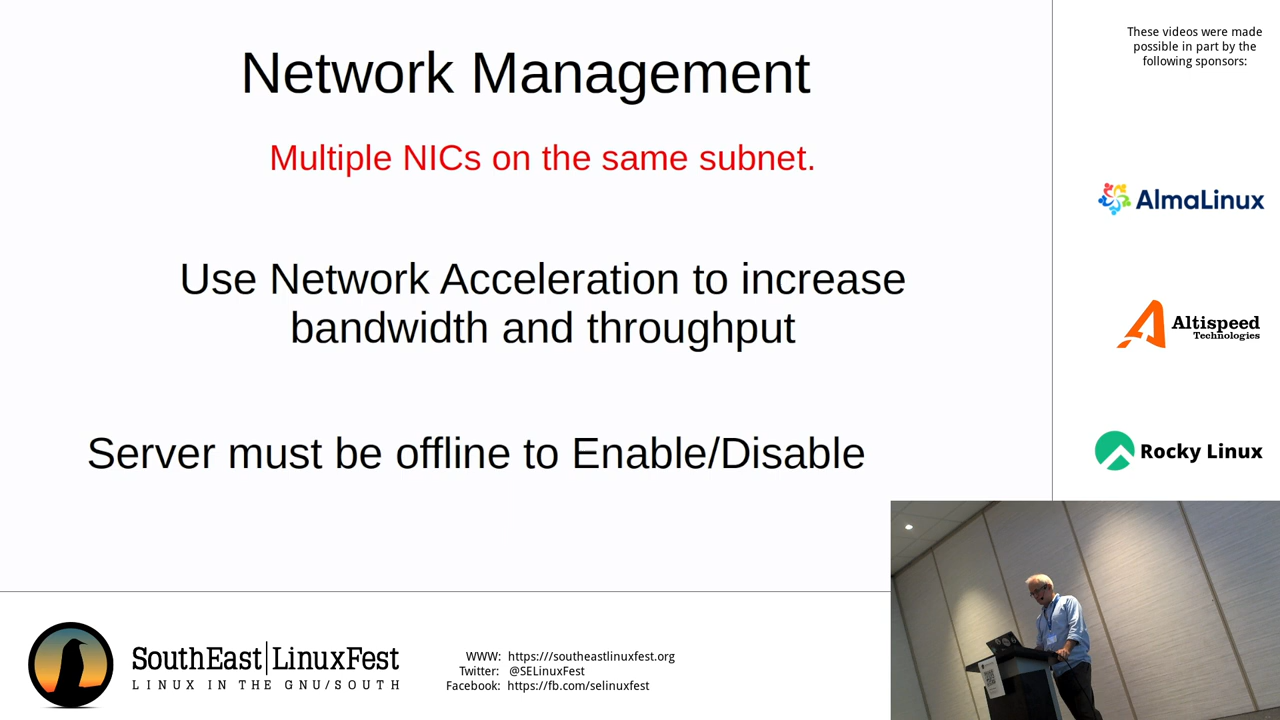 Network Management
Multiple NICs on the same subnet.
Use Network Acceleration to increase
bandwidth and throughput
Server must be offline to Enable/Disable
These videos were made
possible in part by the
following sponsors:
AlmaLinux
Altispeed
Technologies
Rocky Linux
SouthEast|LinuxFest
LINUX IN THE GNU/SOUTH
WWW: https:///southeastlinuxfest.org
Twitter: @SELinuxFest
Facebook: https://fb.com/selinuxfest